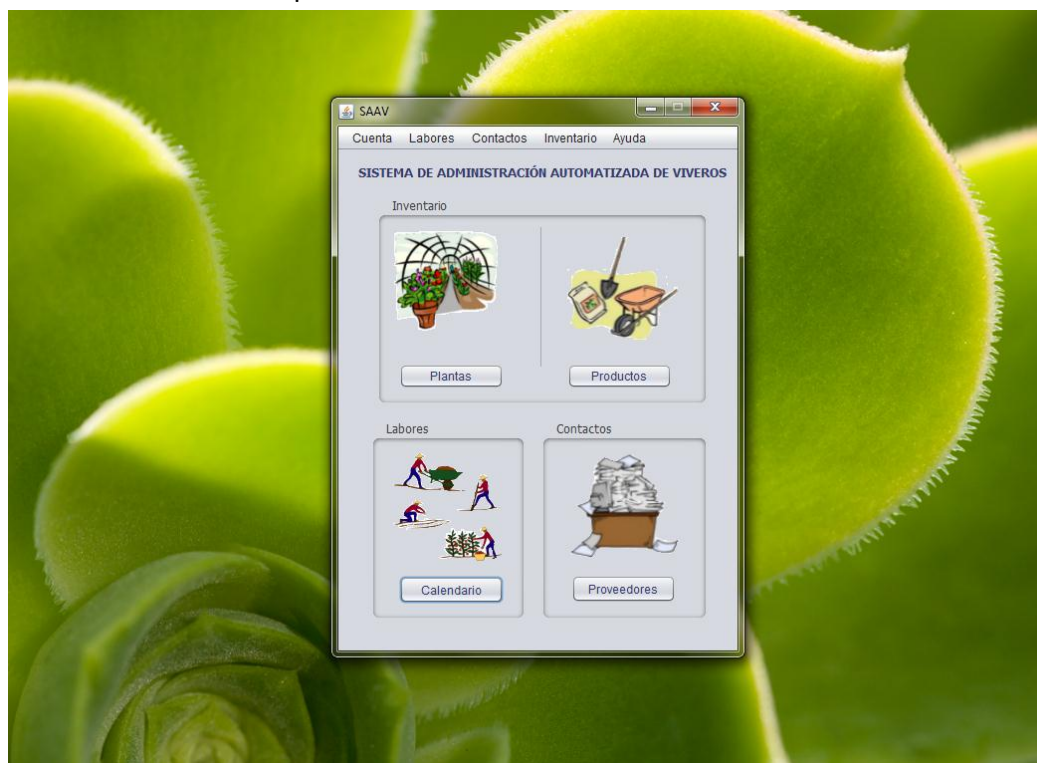 SAAV
Cuenta Labores Contactos Inventario Ayuda
SISTEMA DE ADMINISTRACIÓN AUTOMATIZADA DE VIVEROS
Inventario
Plantas Productos
Labores Contactos
Calendario Proveedores